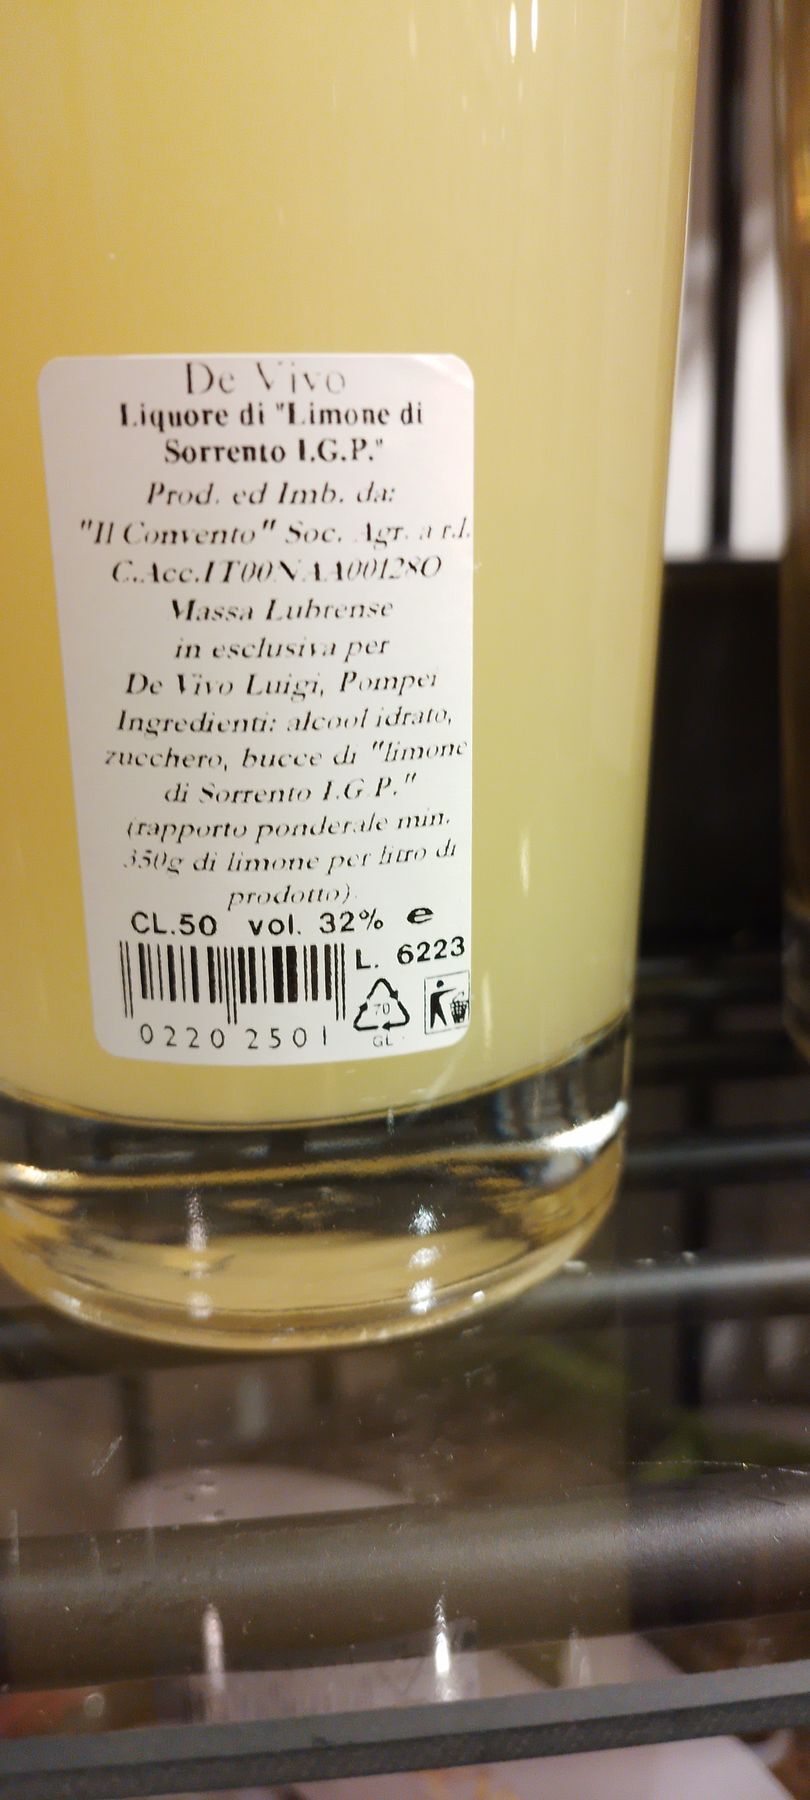 De Vivo
Liquore di "Limone di
Sorrento I.G.P."
Prod. ed Imb. da:
"Il Convento" Soc. Agr. a r.l.
C.Acc.IT00NAA00128O
Massa Lubrense
in esclusiva per
De Vivo Luigi, Pompei
Ingredienti: alcool idrato,
zucchero, bucce di "limone
di Sorrento I.G.P."
(rapporto ponderale min.
350g di limone per litro di
prodotto).
CL.50 vol. 32% e
L. 6223
70
GL
0220 2501